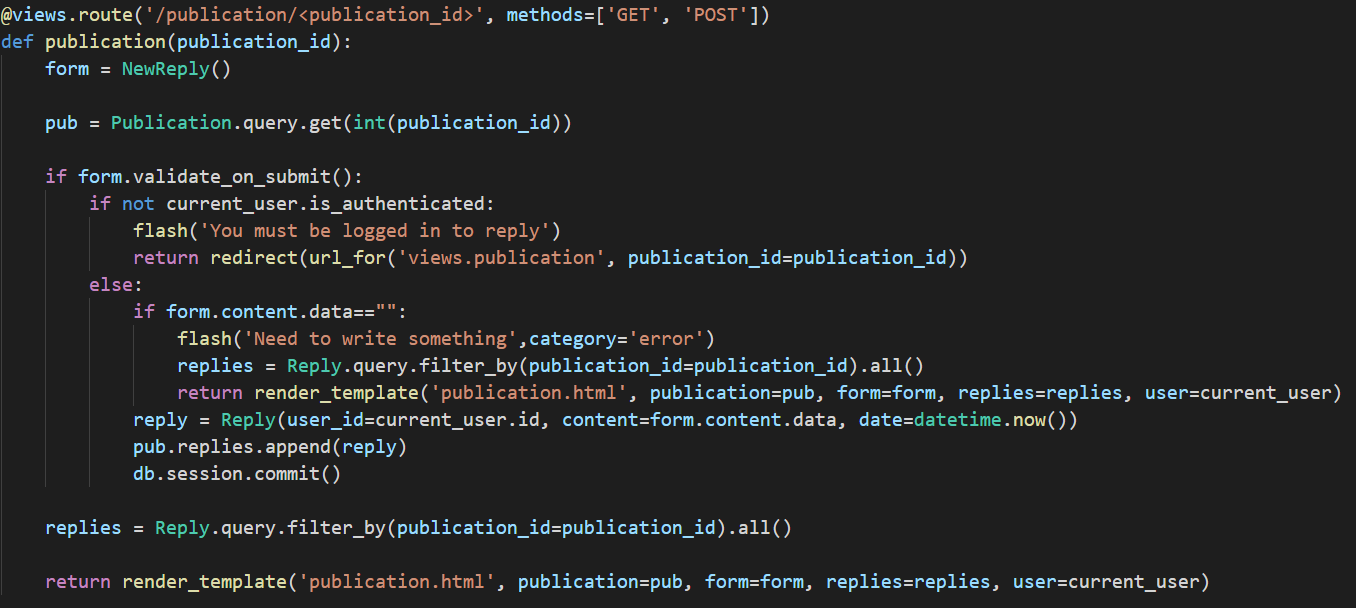 @views.route('/publication/<publication_id>', methods=['GET', 'POST'])
def publication(publication_id):
    form = NewReply()

    pub = Publication.query.get(int(publication_id))

    if form.validate_on_submit():
        if not current_user.is_authenticated:
            flash('You must be logged in to reply')
            return redirect(url_for('views.publication', publication_id=publication_id))
        else:
            if form.content.data=="":
                flash('Need to write something',category='error')
                replies = Reply.query.filter_by(publication_id=publication_id).all()
                return render_template('publication.html', publication=pub, form=form, replies=replies, user=current_user)
            reply = Reply(user_id=current_user.id, content=form.content.data, date=datetime.now())
            pub.replies.append(reply)
            db.session.commit()

    replies = Reply.query.filter_by(publication_id=publication_id).all()

    return render_template('publication.html', publication=pub, form=form, replies=replies, user=current_user)